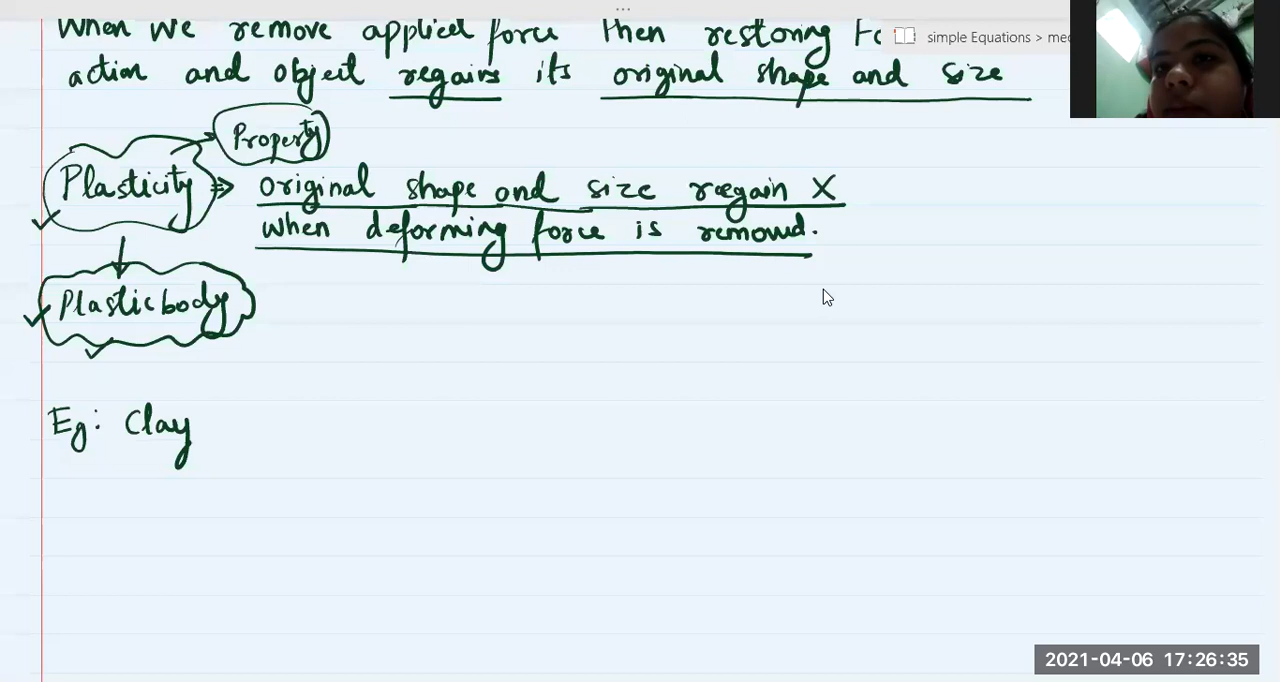 When we remove applied force then restoring
simple Equations > mec
action and object regains its original shape and size
Property
Plasticity ⇒ original shape and size regain X
when deforming force is removed.
Plastic body
Eg: Clay
2021-04-06 17:26:35